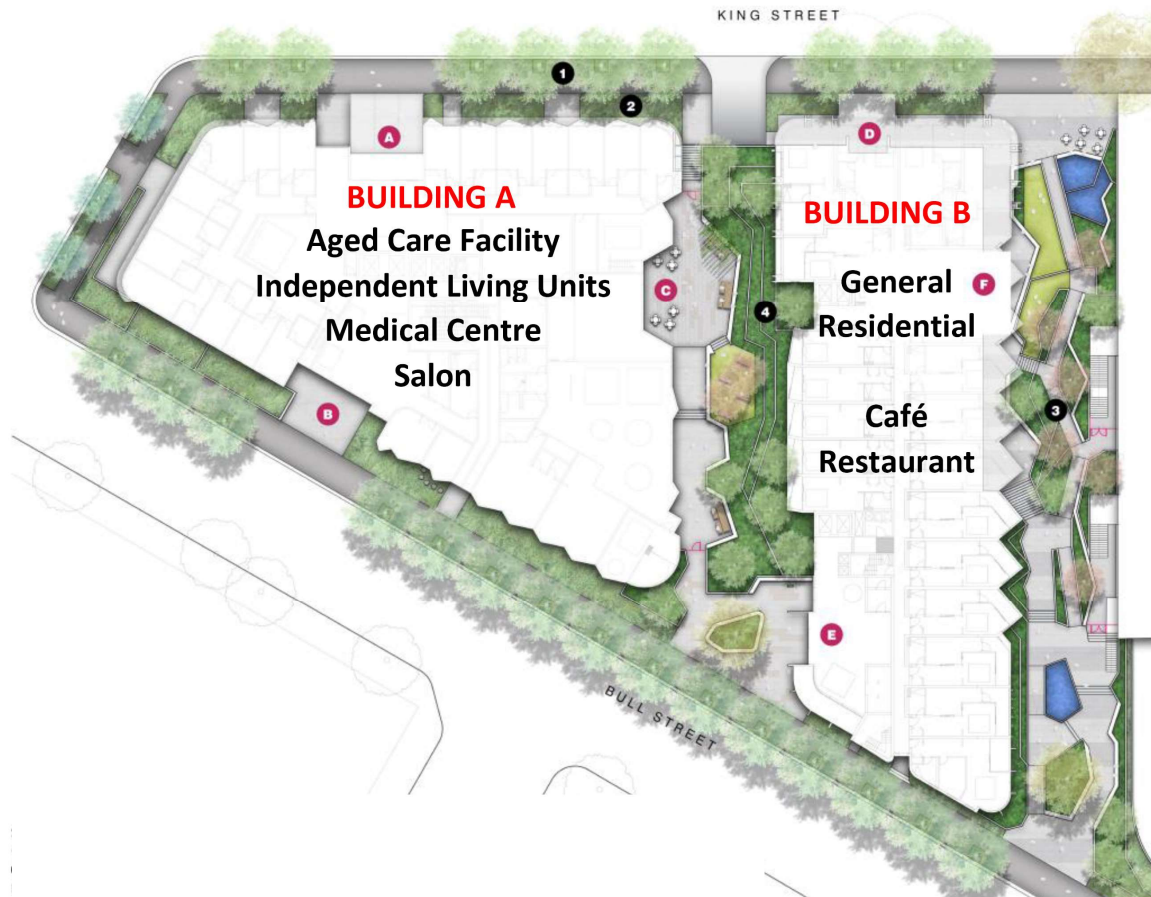 KING STREET
1
2
A
D
BUILDING A
Aged Care Facility
Independent Living Units
Medical Centre
Salon
BUILDING B
General
Residential
Café
Restaurant
C
F
4
B
3
E
BULL STREET